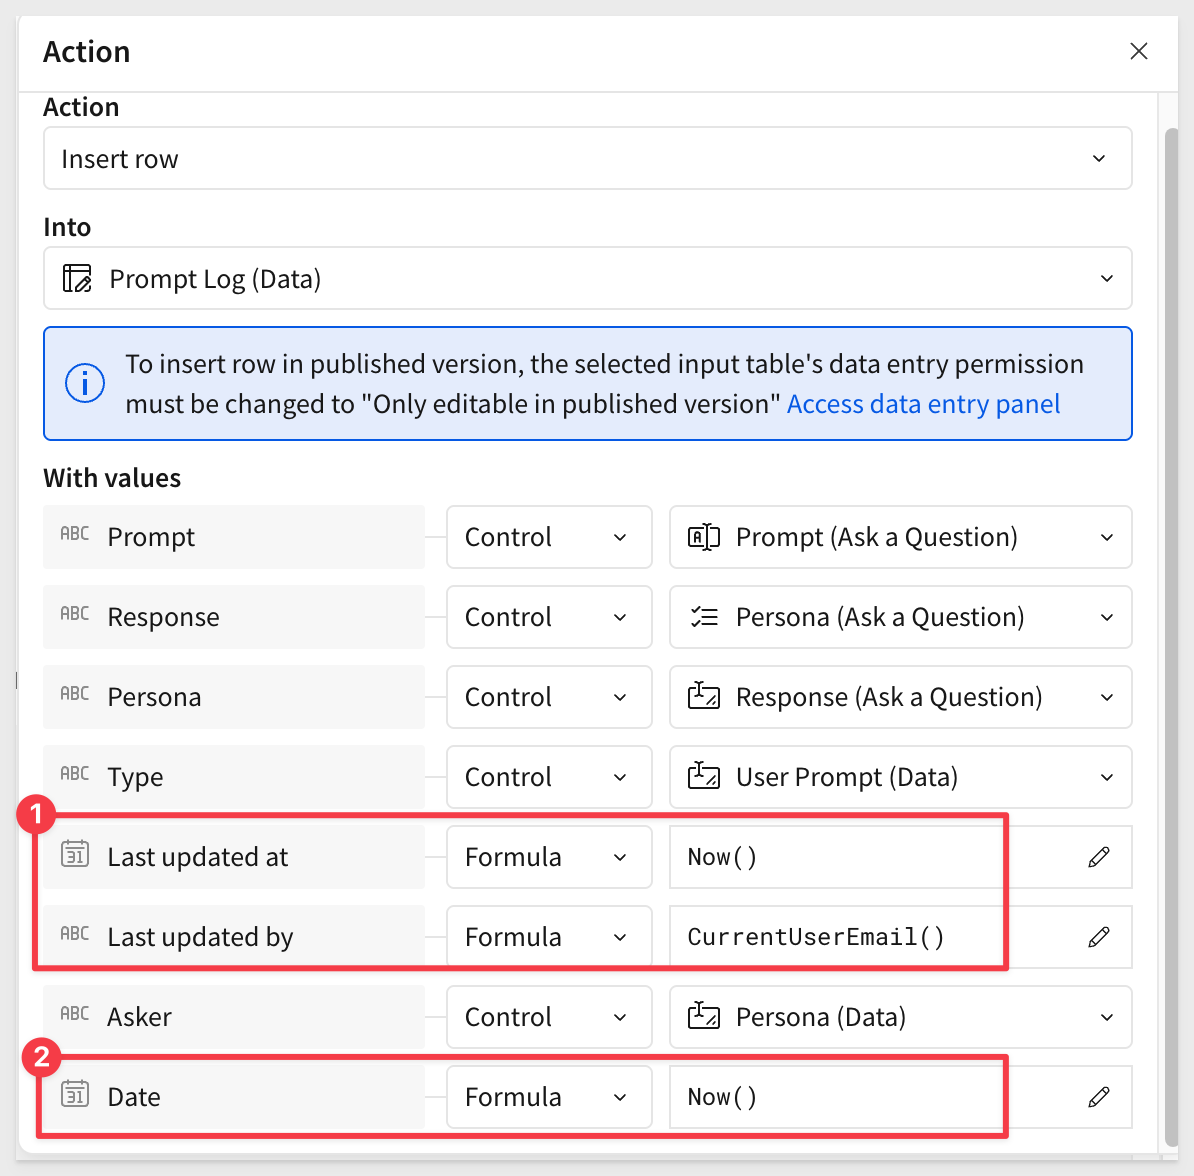 Action
Action
Insert row
Into
Prompt Log (Data)
To insert row in published version, the selected input table's data entry permission
must be changed to "Only editable in published version" Access data entry panel
With values
ABC Prompt Control Prompt (Ask a Question)
ABC Response Control Persona (Ask a Question)
ABC Persona Control Response (Ask a Question)
ABC Type Control User Prompt (Data)
1
31 Last updated at Formula Now()
ABC Last updated by Formula CurrentUserEmail()
ABC Asker Control Persona (Data)
2
31 Date Formula Now()